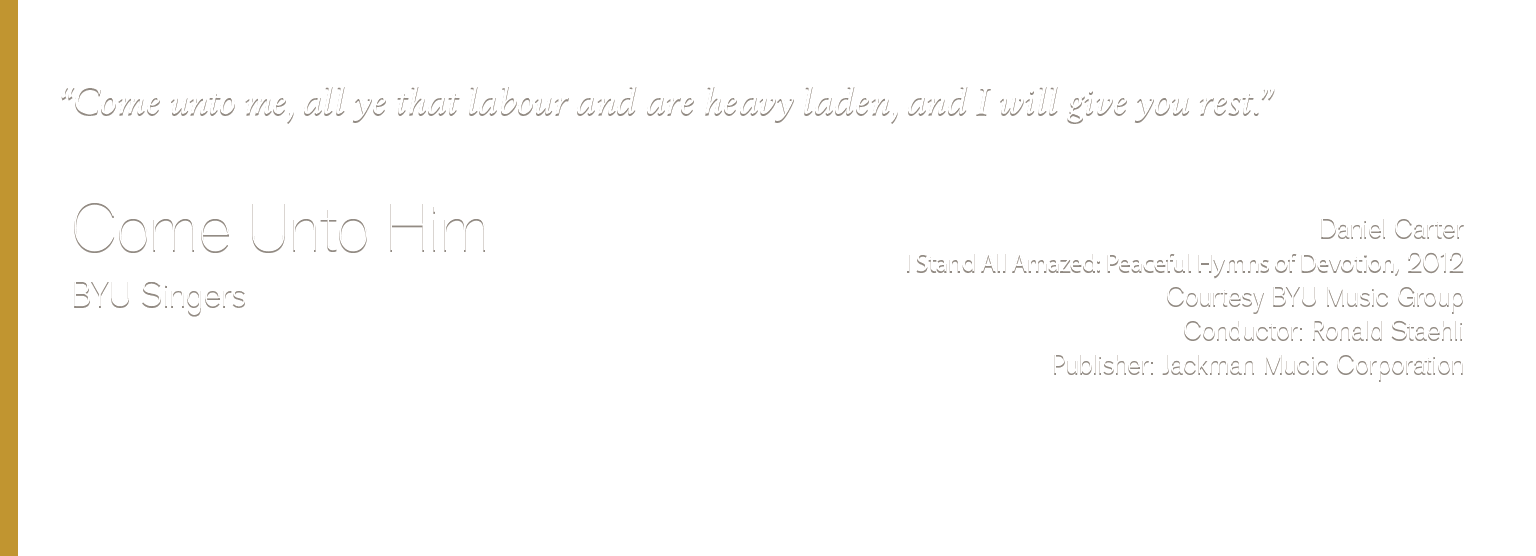 “Come unto me, all ye that labour and are heavy laden, and I will give you rest.”
Come Unto Him
BYU Singers
Daniel Carter
I Stand All Amazed: Peaceful Hymns of Devotion, 2012
Courtesy BYU Music Group
Conductor: Ronald Staehli
Publisher: Jackman Mucic Corporation